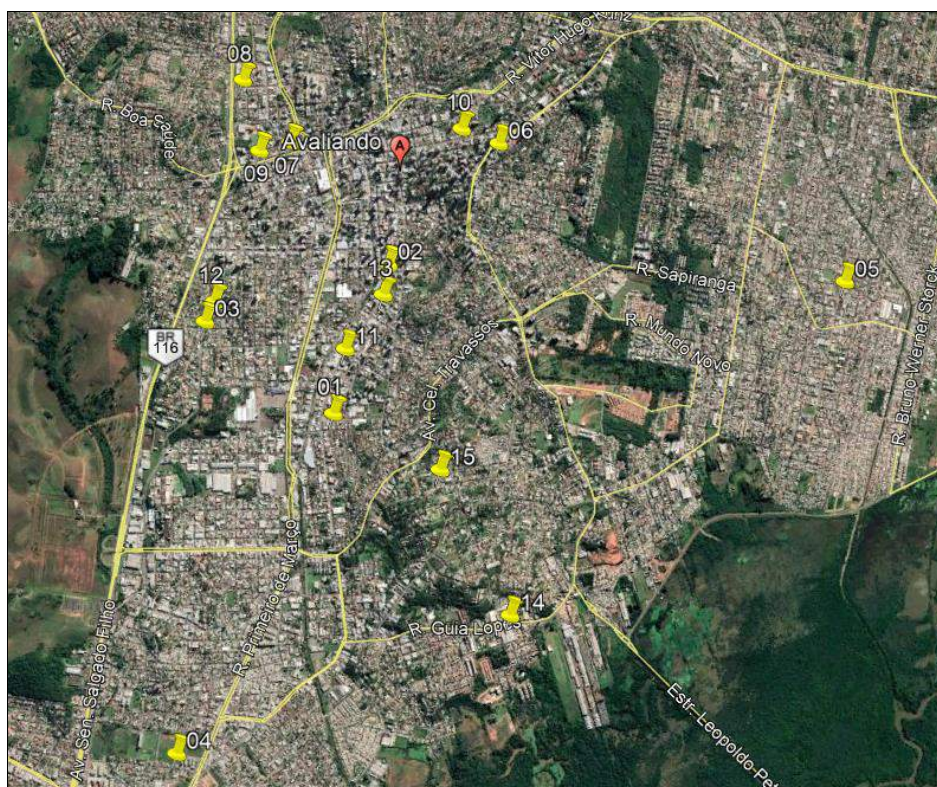 08
R. Vitor Hugo Kunz
R. Boa Saúde
10
06
Avaliando
A
09
07
02
13
05
R. Sapiranga
12
03
R. Mundo Novo
BR
116
11
Av. Cel. Travassos
R. Bruno Werner Storck
01
15
R. Primeiro de Março
14
R. Guia Lopes
Av. Sen. Salgado Filho
Estr. Leopoldo Pet
04